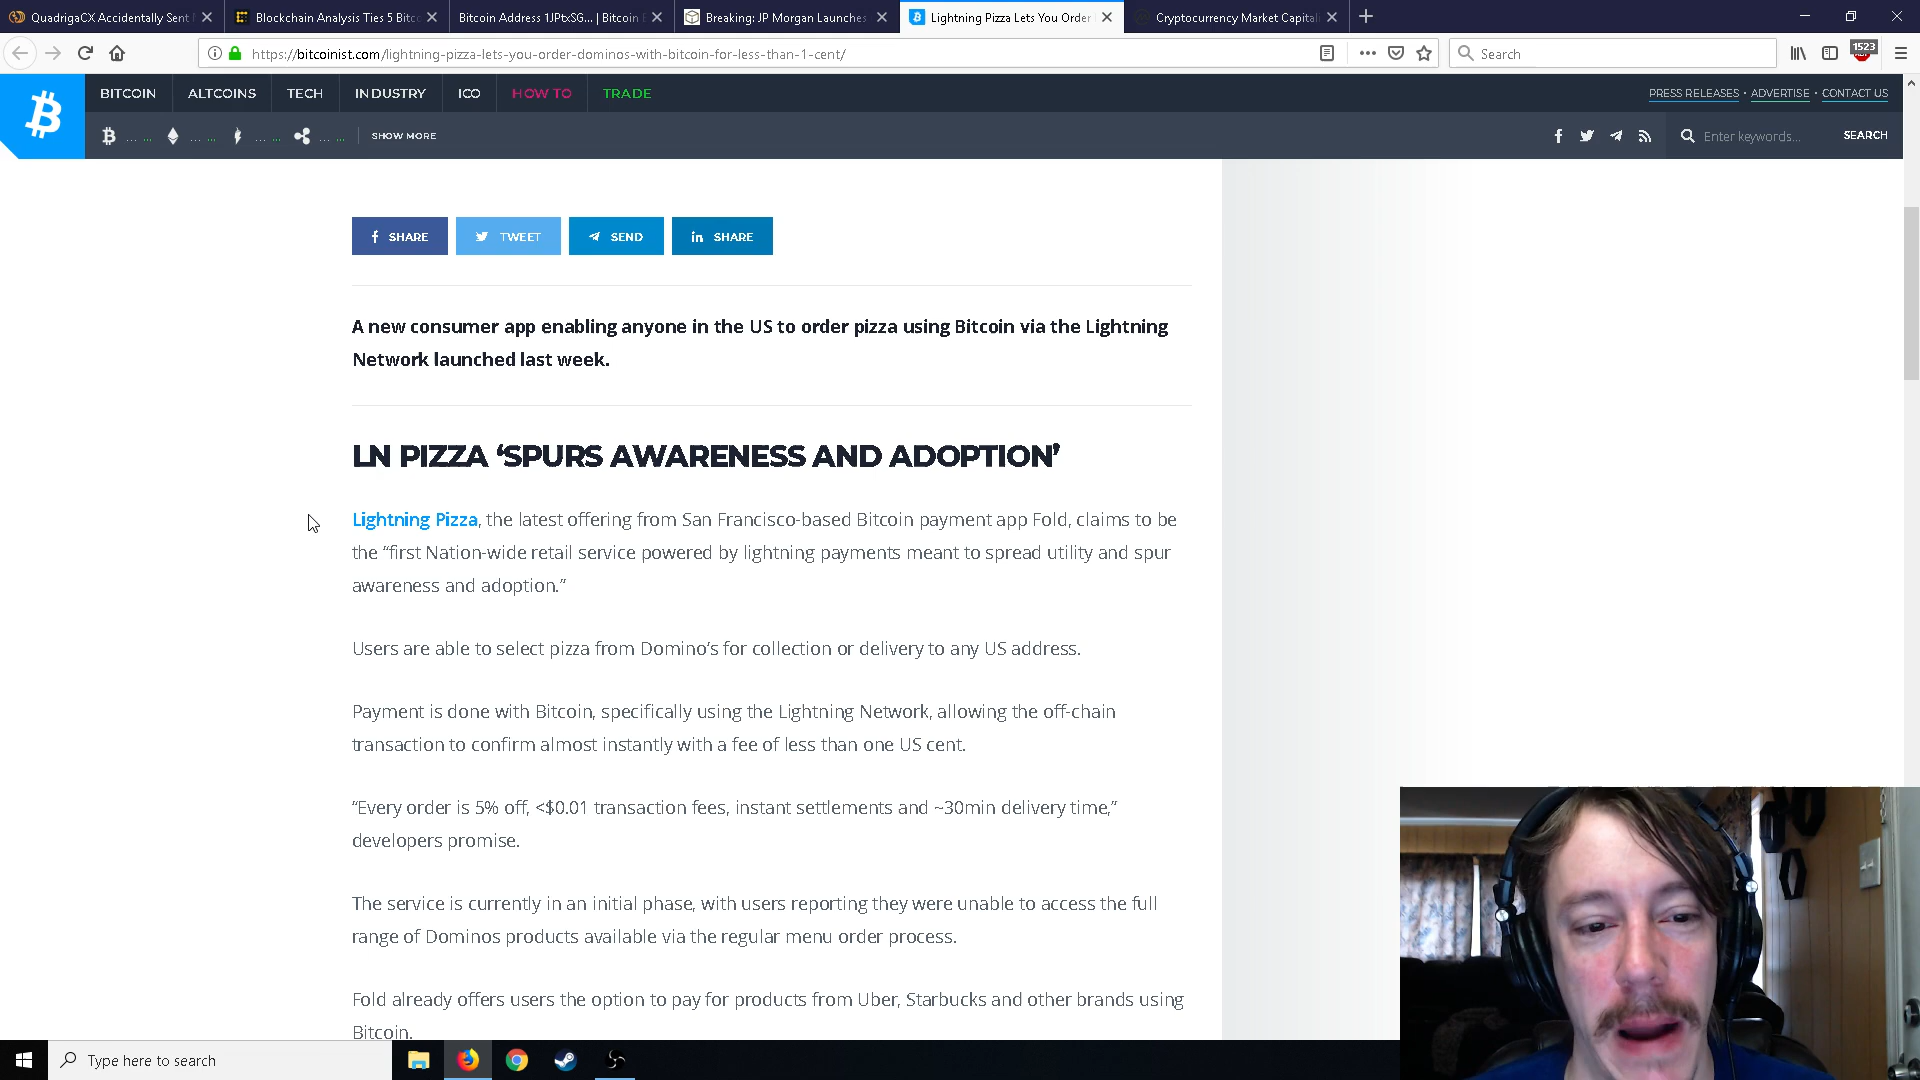 QuadrigaCX Accidentally Sent
Blockchain Analysis Ties 5 Bitco
Bitcoin Address 1JPtxSG... | Bitcoin
Breaking: JP Morgan Launches
Lightning Pizza Lets You Order
Cryptocurrency Market Capitali
https://bitcoinist.com/lightning-pizza-lets-you-order-dominos-with-bitcoin-for-less-than-1-cent/
Search
1523
BITCOIN ALTCOINS TECH INDUSTRY ICO HOW TO TRADE
PRESS RELEASES · ADVERTISE · CONTACT US
... ... ... ... ... ... ... ... SHOW MORE
Enter keywords... SEARCH
SHARE TWEET SEND SHARE
A new consumer app enabling anyone in the US to order pizza using Bitcoin via the Lightning
Network launched last week.
LN PIZZA ‘SPURS AWARENESS AND ADOPTION’
Lightning Pizza, the latest offering from San Francisco-based Bitcoin payment app Fold, claims to be
the “first Nation-wide retail service powered by lightning payments meant to spread utility and spur
awareness and adoption.”
Users are able to select pizza from Domino’s for collection or delivery to any US address.
Payment is done with Bitcoin, specifically using the Lightning Network, allowing the off-chain
transaction to confirm almost instantly with a fee of less than one US cent.
“Every order is 5% off, <$0.01 transaction fees, instant settlements and ~30min delivery time,”
developers promise.
The service is currently in an initial phase, with users reporting they were unable to access the full
range of Dominos products available via the regular menu order process.
Fold already offers users the option to pay for products from Uber, Starbucks and other brands using
Bitcoin.
Type here to search